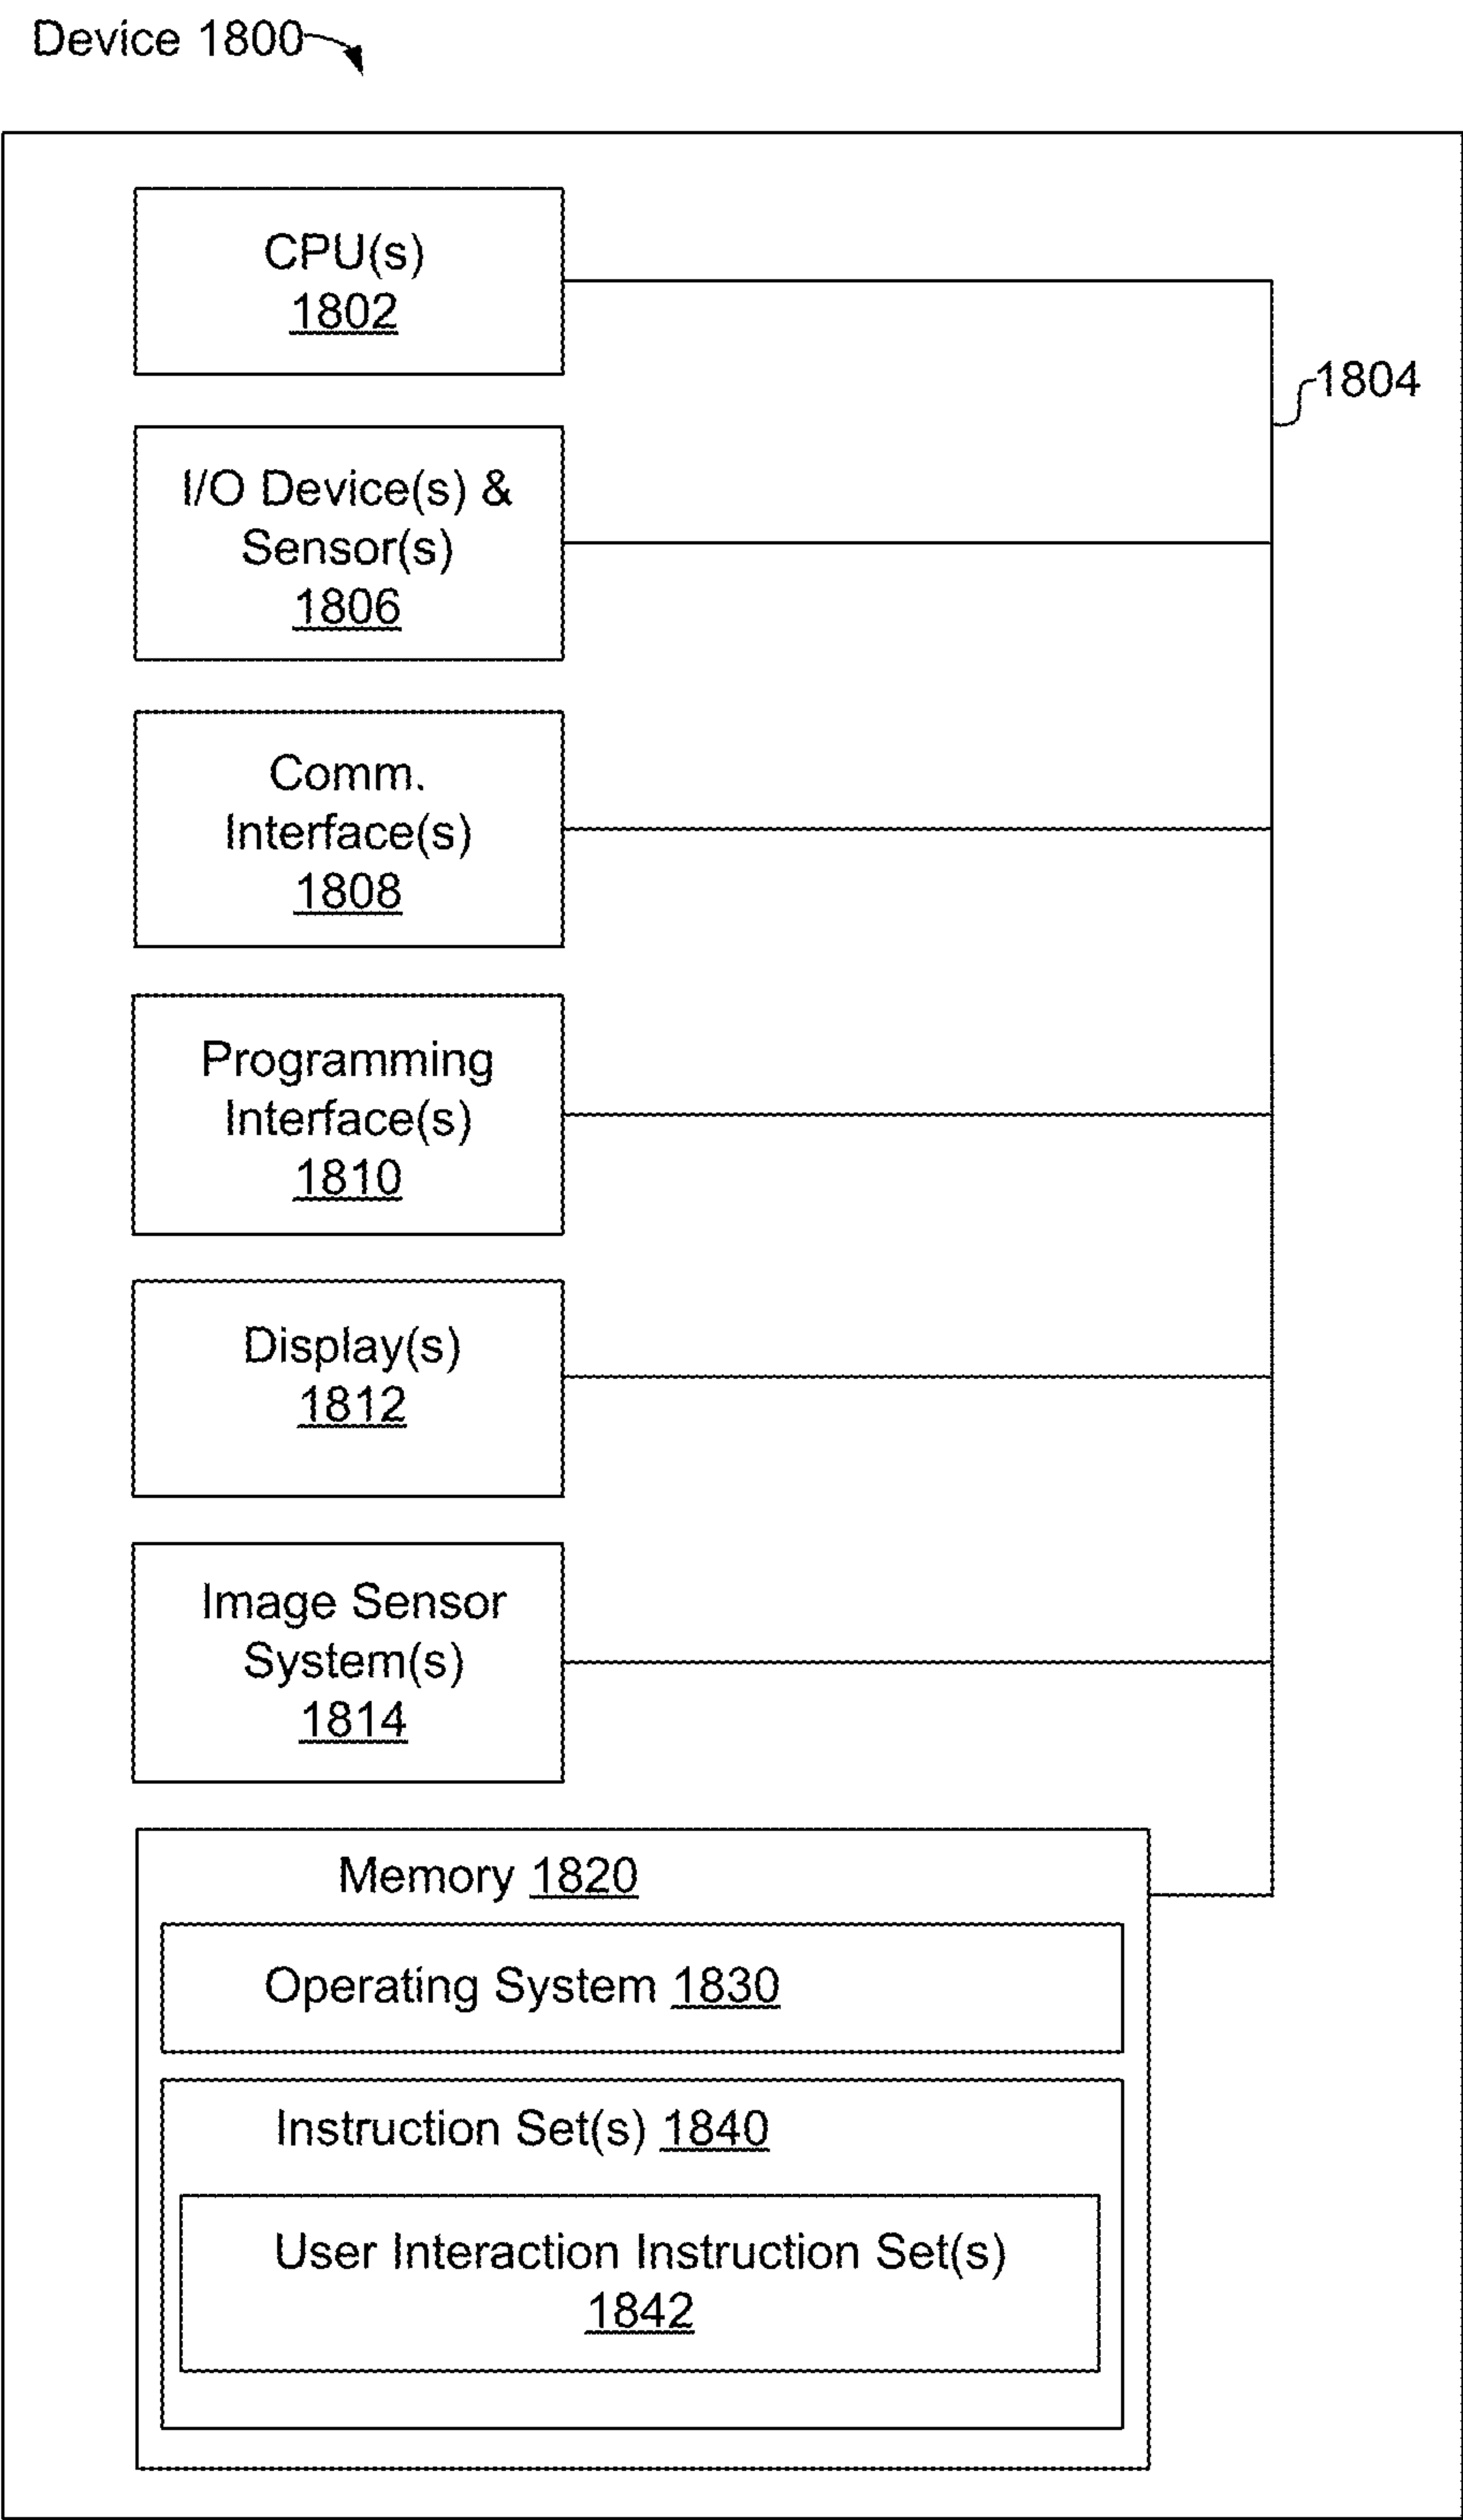 Device 1800
CPU(s)
1802
1804
I/O Device(s) &
Sensor(s)
1806
Comm.
Interface(s)
1808
Programming
Interface(s)
1810
Display(s)
1812
Image Sensor
System(s)
1814
Memory 1820
Operating System 1830
Instruction Set(s) 1840
User Interaction Instruction Set(s)
1842